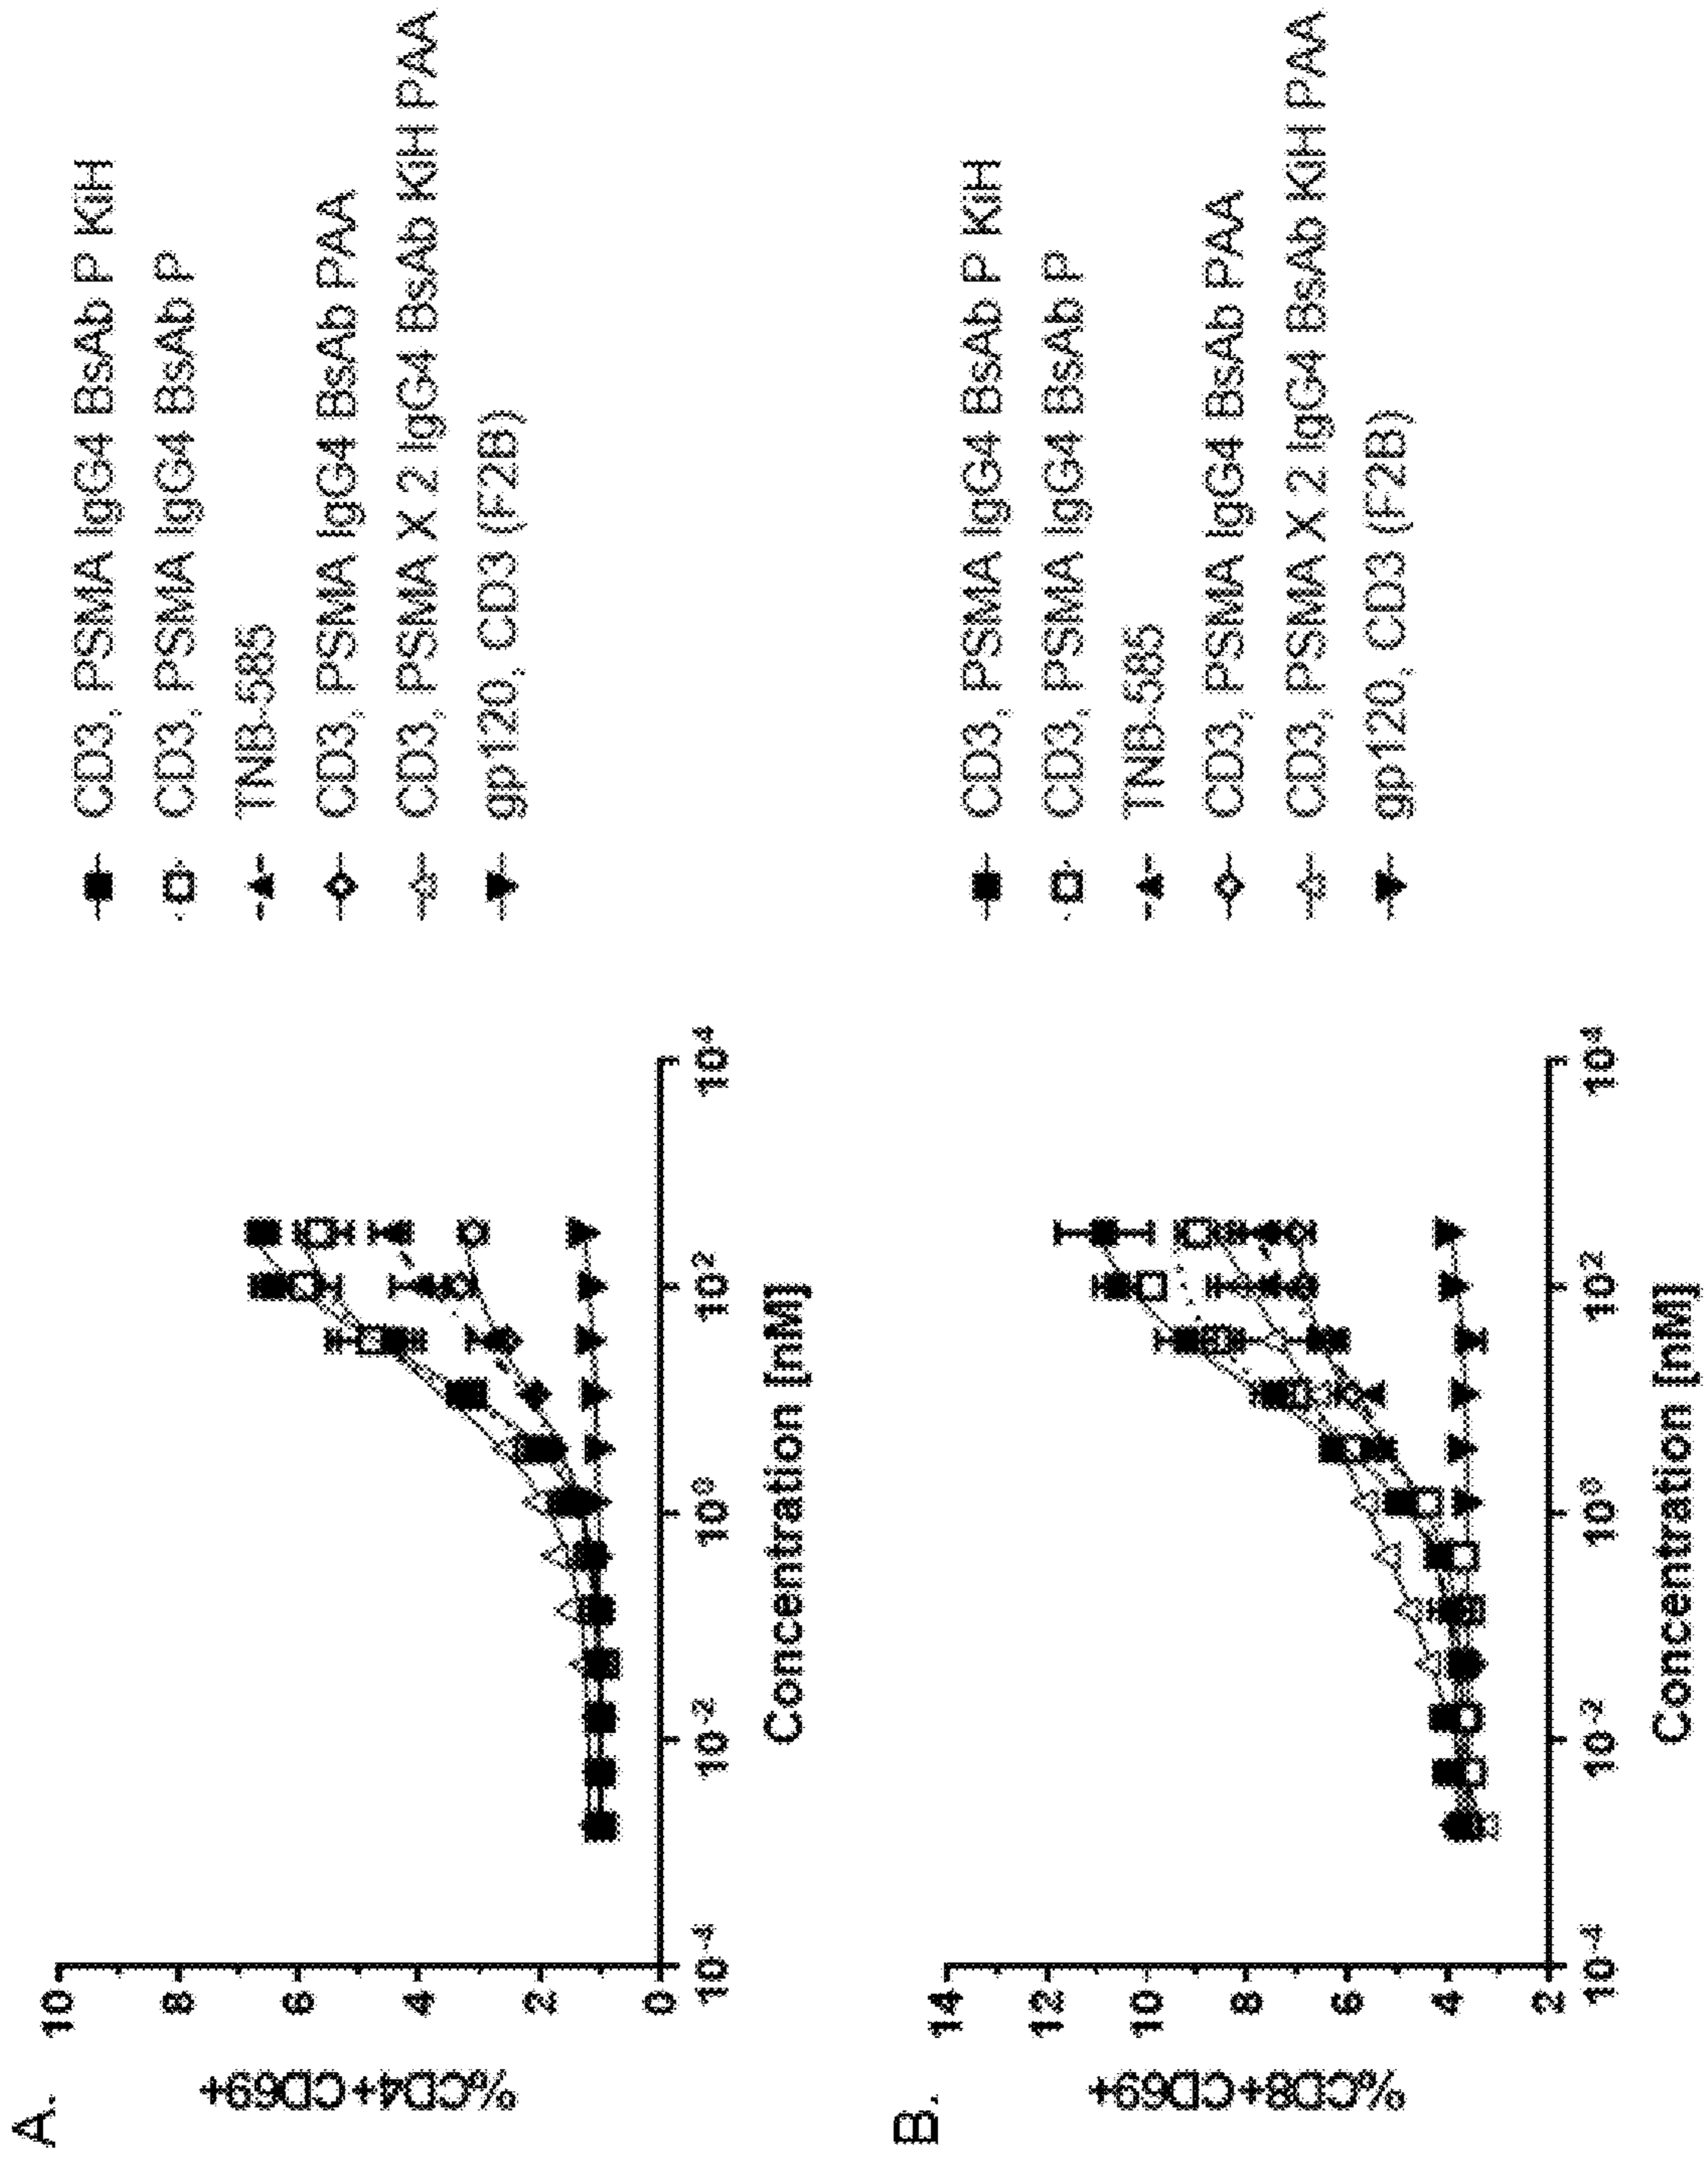 A.
%CD4+CD69+
10
8
6
4
2
0
10-4
10-2
100
102
104
Concentration [nM]
CD3, PSMA IgG4 BsAb P KiH
CD3, PSMA IgG4 BsAb P
TNB-585
CD3, PSMA IgG4 BsAb PAA
CD3, PSMA X 2 IgG4 BsAb KiH PAA
gp120, CD3 (F2B)
B.
%CD8+CD69+
14
12
10
8
6
4
2
10-4
10-2
100
102
104
Concentration [nM]
CD3, PSMA IgG4 BsAb P KiH
CD3, PSMA IgG4 BsAb P
TNB-585
CD3, PSMA IgG4 BsAb PAA
CD3, PSMA X 2 IgG4 BsAb KiH PAA
gp120, CD3 (F2B)